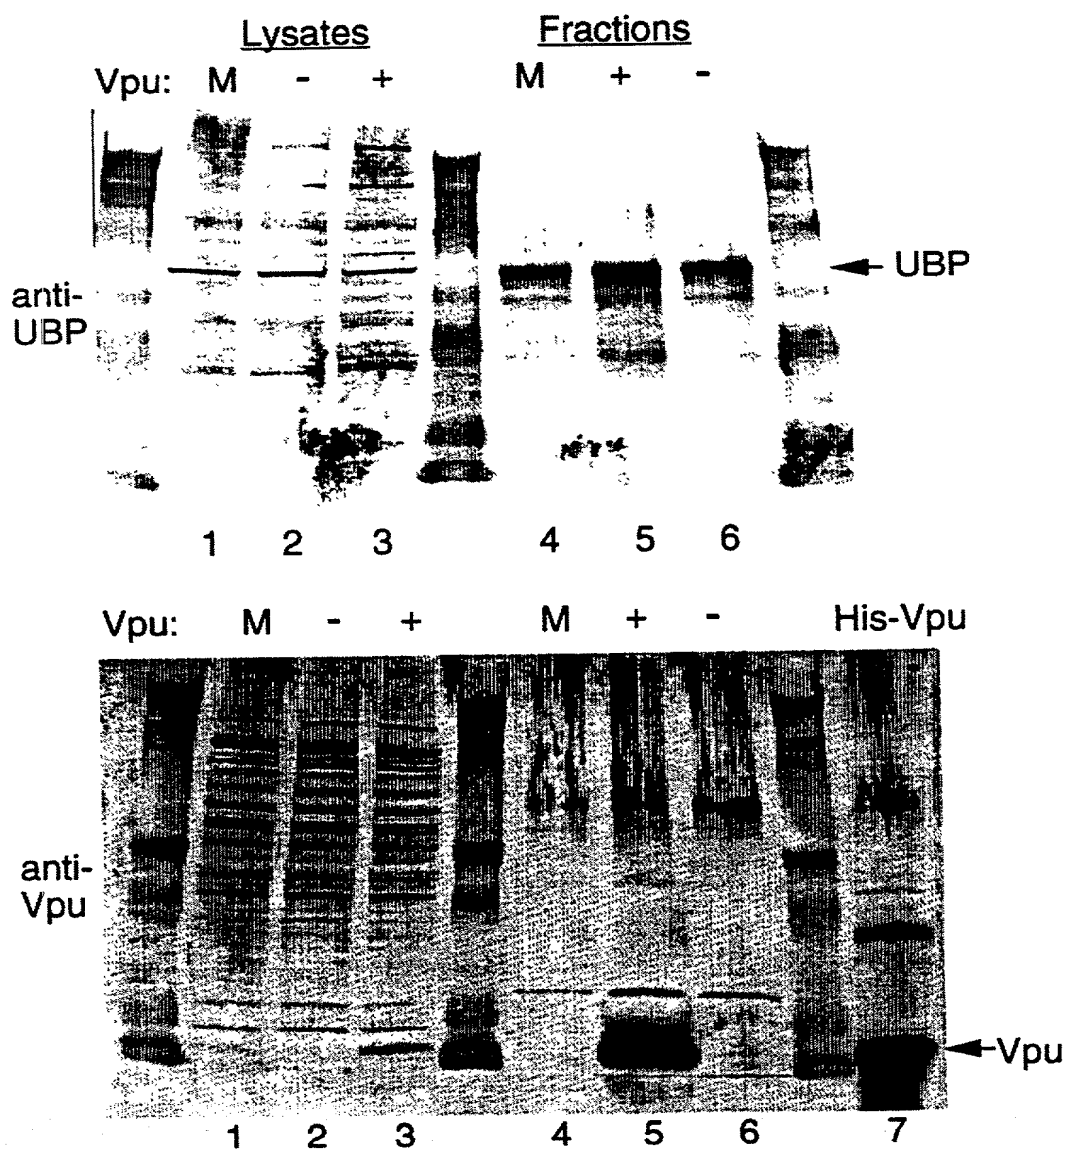 Lysates Fractions
Vpu: M - + M + -
UBP
anti-
UBP
1 2 3 4 5 6
Vpu: M - + M + - His-Vpu
anti-
Vpu
Vpu
1 2 3 4 5 6 7